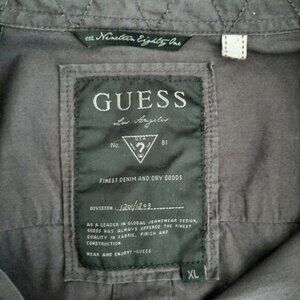 Nineteen Eighty One
GUESS
Los Angeles
U.S.A
No. ? 81
FINEST DENIM AND DRY GOODS
DIVISION
AS A LEADER IN GLOBAL JEANSWEAR DESIGN,
GUESS HAS ALWAYS OFFERED THE FINEST
QUALITY IN FABRIC, FINISH AND
CONSTRUCTION.
WEAR AND ENJOY-GUESS
XL